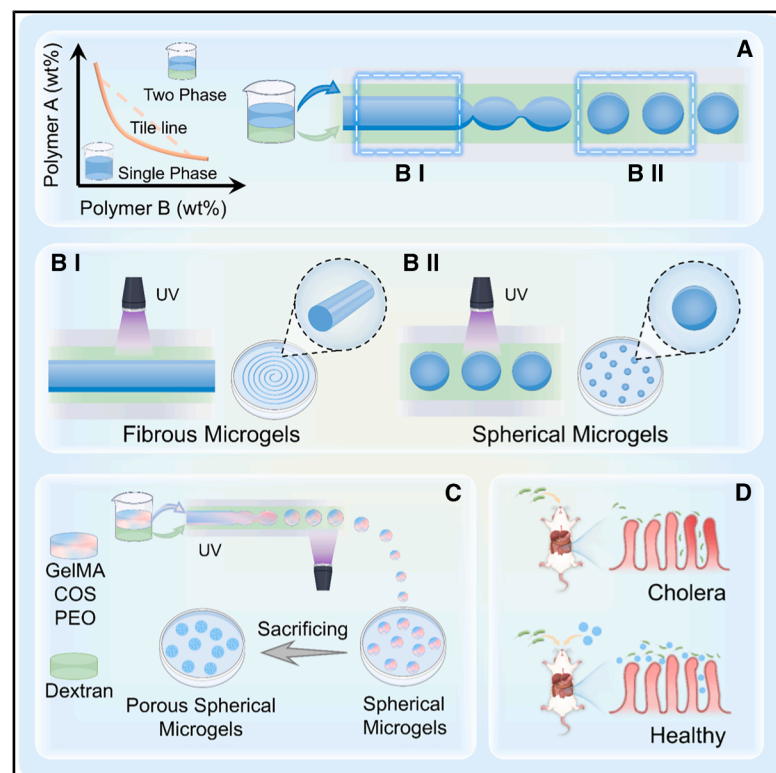 A
Polymer A (wt%)
Two Phase
Tile line
Single Phase
Polymer B (wt%)
B I
B II
B I
UV
Fibrous Microgels
B II
UV
Spherical Microgels
C
UV
GelMA
COS
PEO
Dextran
Sacrificing
Porous Spherical
Microgels
Spherical
Microgels
D
Cholera
Healthy